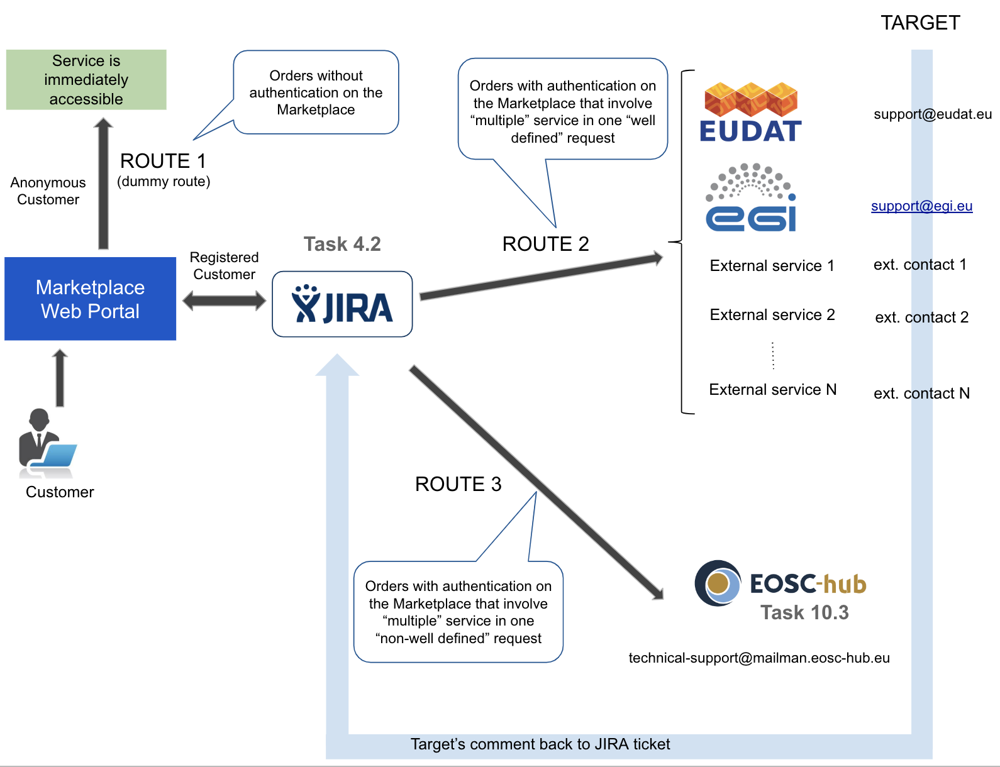 TARGET
Service is
immediately
accessible
Orders without
authentication on the
Marketplace
Orders with authentication on
the Marketplace that involve
“multiple” service in one “well
defined” request
EUDAT
support@eudat.eu
ROUTE 1
(dummy route)
Anonymous
Customer
egi
support@egi.eu
Task 4.2
ROUTE 2
Registered
Customer
External service 1
ext. contact 1
Marketplace
Web Portal
JIRA
External service 2
ext. contact 2
External service N
ext. contact N
Customer
ROUTE 3
Orders with authentication on
the Marketplace that involve
“multiple” service in one
“non-well defined” request
EOSC-hub
Task 10.3
technical-support@mailman.eosc-hub.eu
Target’s comment back to JIRA ticket